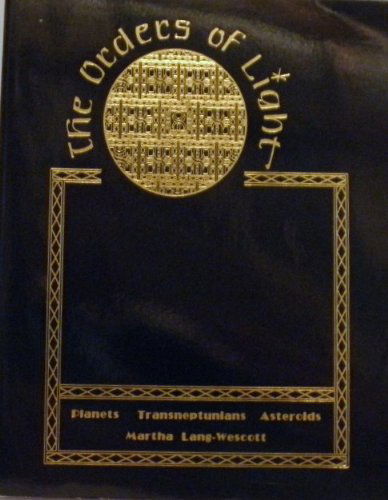 The Orders of Light
Planets Transneptunians Asteroids
Martha Lang-Wescott